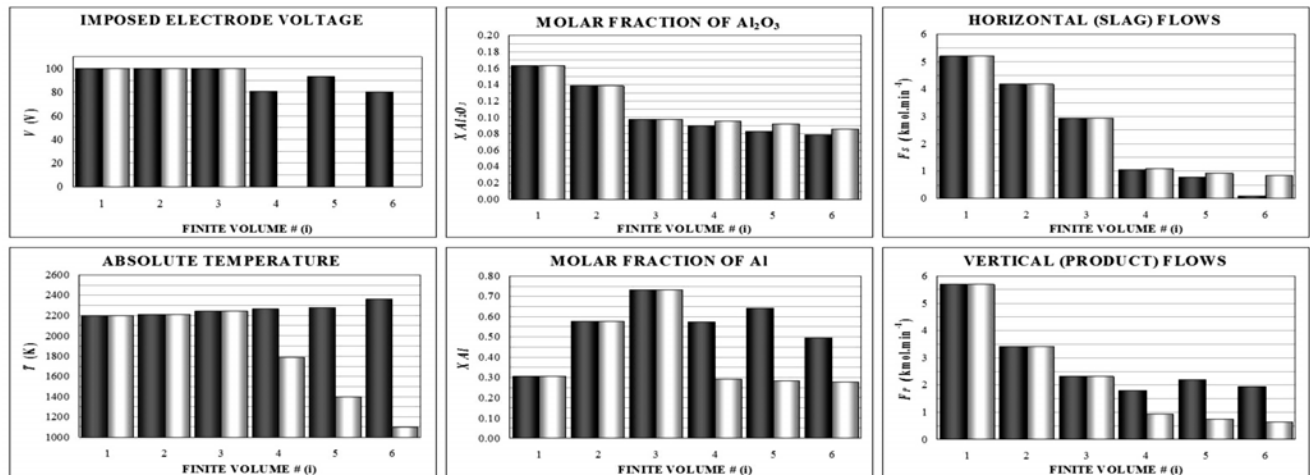 IMPOSED ELECTRODE VOLTAGE
V (V)
100
80
60
40
20
0
1 2 3 4 5 6
FINITE VOLUME # (i)
MOLAR FRACTION OF Al₂O₃
X Al2O3
0.20
0.18
0.16
0.14
0.12
0.10
0.08
0.06
0.04
0.02
0.00
1 2 3 4 5 6
FINITE VOLUME # (i)
HORIZONTAL (SLAG) FLOWS
FS (kmol.min⁻¹)
6
5
4
3
2
1
0
1 2 3 4 5 6
FINITE VOLUME # (i)
ABSOLUTE TEMPERATURE
T (K)
2600
2400
2200
2000
1800
1600
1400
1200
1000
1 2 3 4 5 6
FINITE VOLUME # (i)
MOLAR FRACTION OF Al
X Al
0.80
0.70
0.60
0.50
0.40
0.30
0.20
0.10
0.00
1 2 3 4 5 6
FINITE VOLUME # (i)
VERTICAL (PRODUCT) FLOWS
FP (kmol.min⁻¹)
6
5
4
3
2
1
0
1 2 3 4 5 6
FINITE VOLUME # (i)